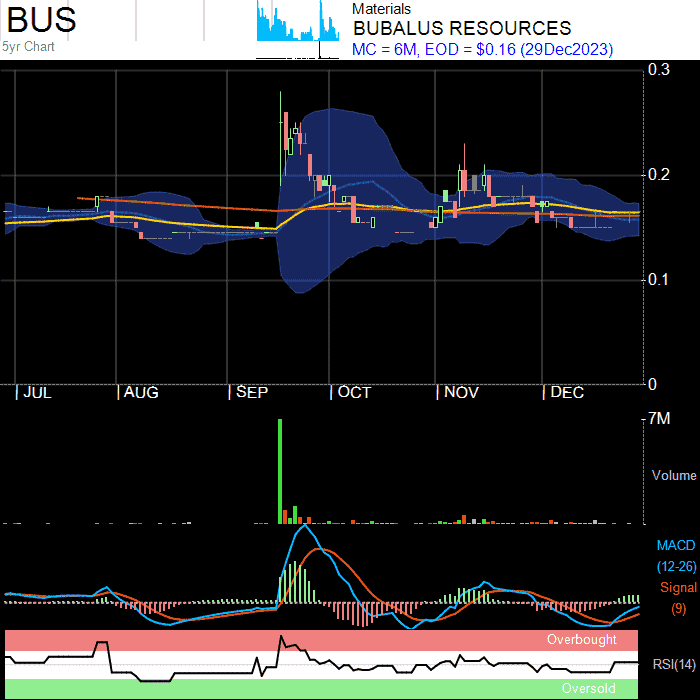 BUS
5yr Chart
Materials
BUBALUS RESOURCES
MC = 6M, EOD = $0.16 (29Dec2023)
0.3
0.2
0.1
0
JUL
AUG
SEP
OCT
NOV
DEC
7M
Volume
MACD
(12-26)
Signal
(9)
Overbought
RSI(14)
Oversold